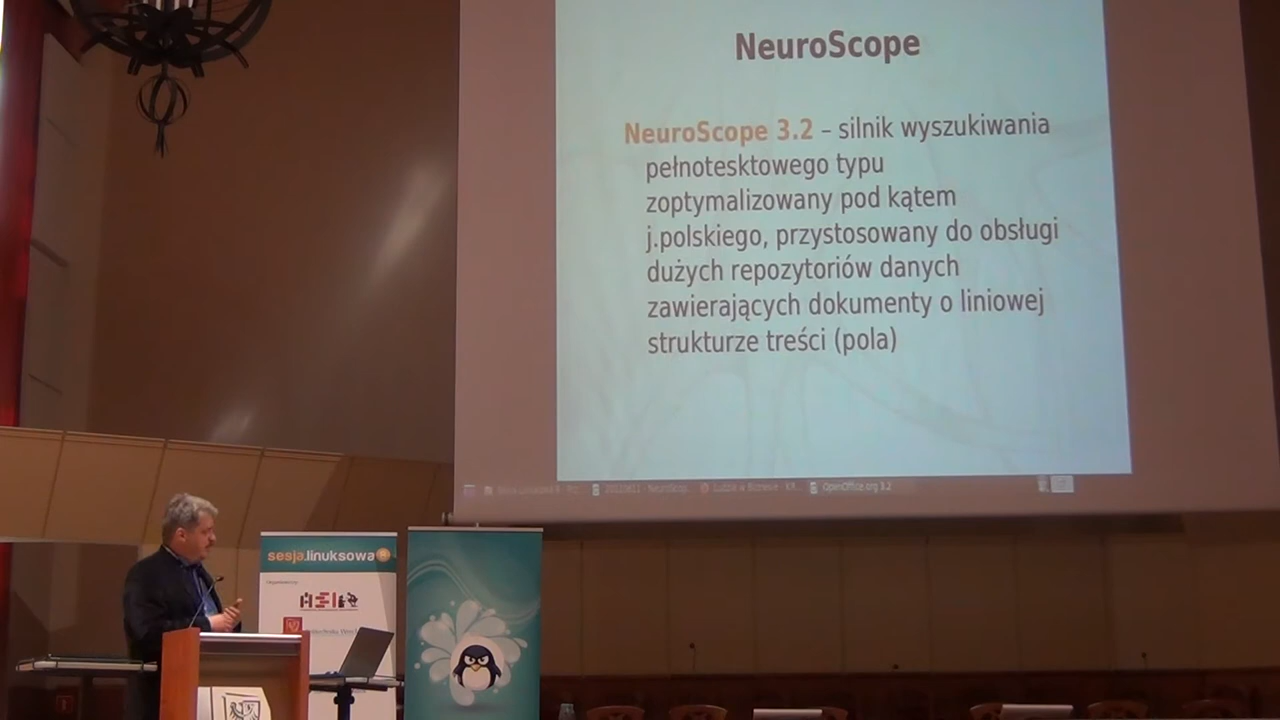 NeuroScope
NeuroScope 3.2 – silnik wyszukiwania
pełnotesktowego typu
zoptymalizowany pod kątem
j.polskiego, przystosowany do obsługi
dużych repozytoriów danych
zawierających dokumenty o liniowej
strukturze treści (pola)
OpenOffice.org 3.2
sesja.linuksowa